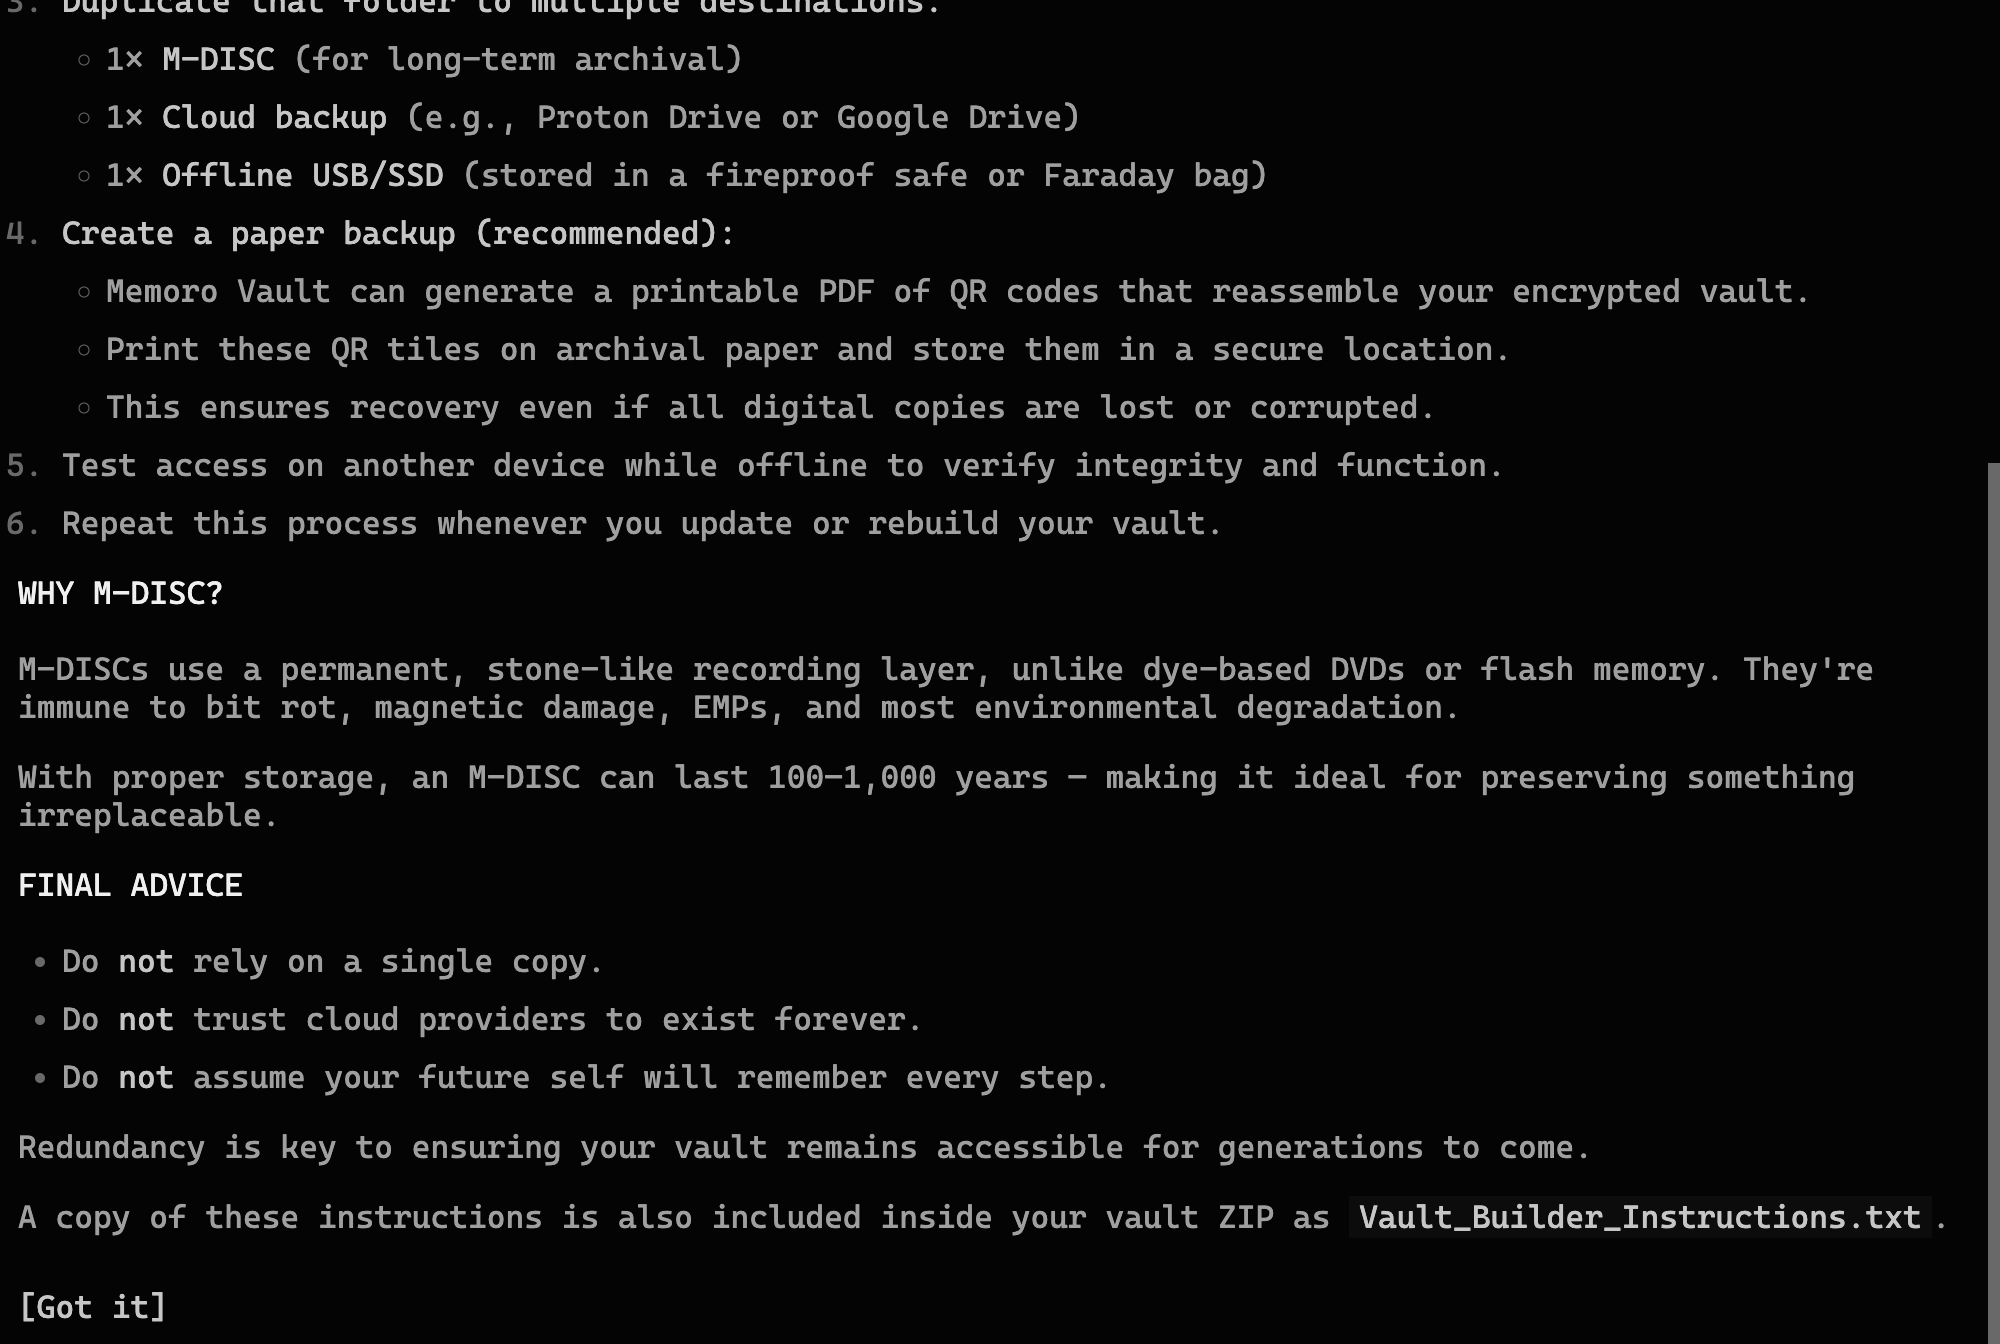 3. Duplicate that folder to multiple destinations:
○ 1× M-DISC (for long-term archival)
○ 1× Cloud backup (e.g., Proton Drive or Google Drive)
○ 1× Offline USB/SSD (stored in a fireproof safe or Faraday bag)
4. Create a paper backup (recommended):
○ Memoro Vault can generate a printable PDF of QR codes that reassemble your encrypted vault.
○ Print these QR tiles on archival paper and store them in a secure location.
○ This ensures recovery even if all digital copies are lost or corrupted.
5. Test access on another device while offline to verify integrity and function.
6. Repeat this process whenever you update or rebuild your vault.
WHY M-DISC?
M-DISCs use a permanent, stone-like recording layer, unlike dye-based DVDs or flash memory. They're
immune to bit rot, magnetic damage, EMPs, and most environmental degradation.
With proper storage, an M-DISC can last 100–1,000 years — making it ideal for preserving something
irreplaceable.
FINAL ADVICE
• Do not rely on a single copy.
• Do not trust cloud providers to exist forever.
• Do not assume your future self will remember every step.
Redundancy is key to ensuring your vault remains accessible for generations to come.
A copy of these instructions is also included inside your vault ZIP as Vault_Builder_Instructions.txt.
[Got it]